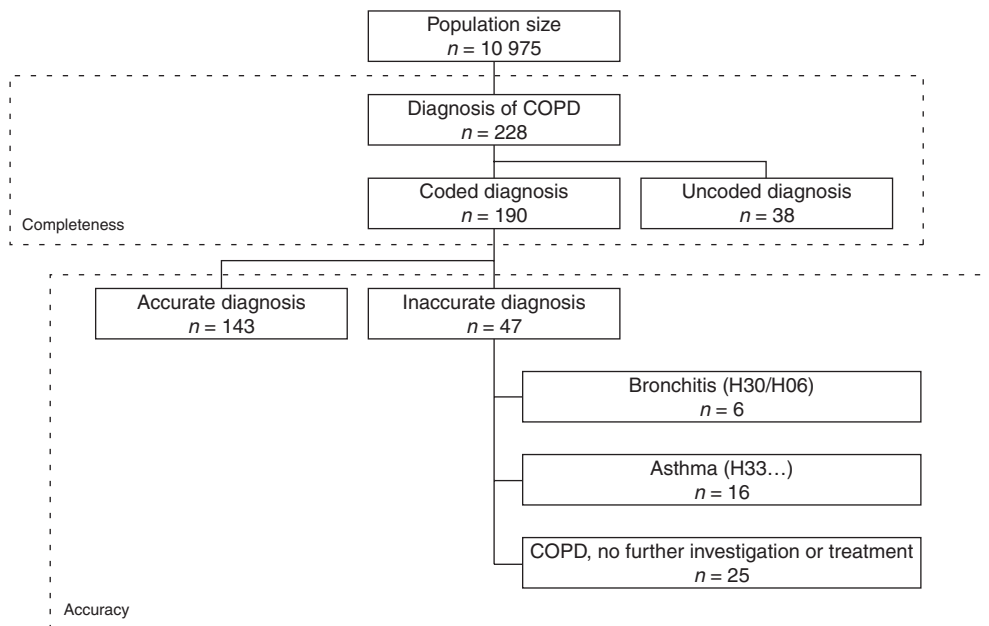 Population size
n = 10 975
Diagnosis of COPD
n = 228
Coded diagnosis
n = 190
Uncoded diagnosis
n = 38
Completeness
Accurate diagnosis
n = 143
Inaccurate diagnosis
n = 47
Bronchitis (H30/H06)
n = 6
Asthma (H33…)
n = 16
COPD, no further investigation or treatment
n = 25
Accuracy